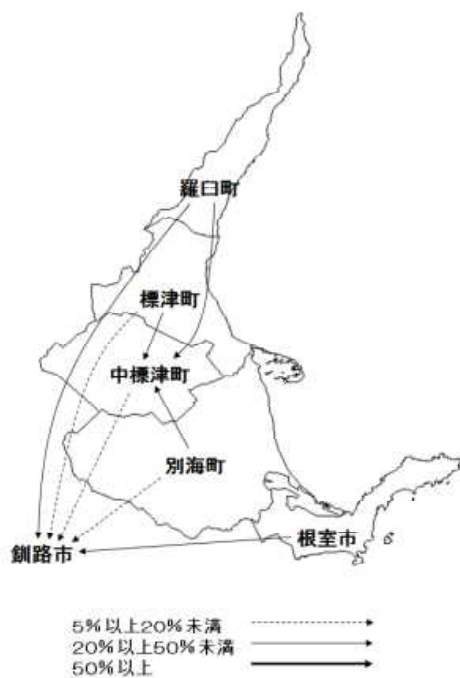 羅臼町
標津町
中標津町
別海町
釧路市
根室市
5%以上20%未満
20%以上50%未満
50%以上